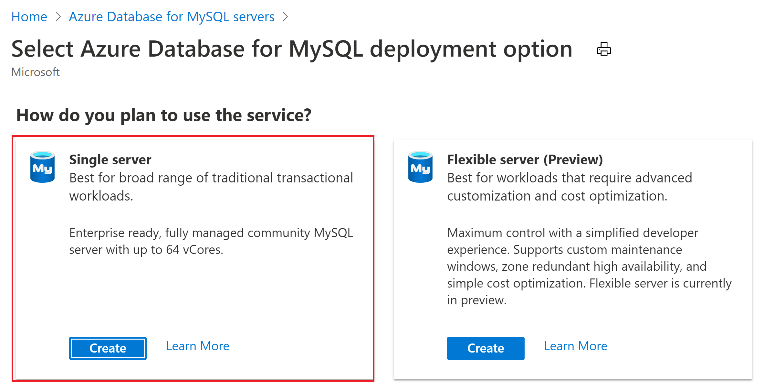 Home > Azure Database for MySQL servers >
Select Azure Database for MySQL deployment option
Microsoft
How do you plan to use the service?
My
Single server
Best for broad range of traditional transactional
workloads.
Enterprise ready, fully managed community MySQL
server with up to 64 vCores.
Create
Learn More
My
Flexible server (Preview)
Best for workloads that require advanced
customization and cost optimization.
Maximum control with a simplified developer
experience. Supports custom maintenance
windows, zone redundant high availability, and
simple cost optimization. Flexible server is currently
in preview.
Create
Learn More